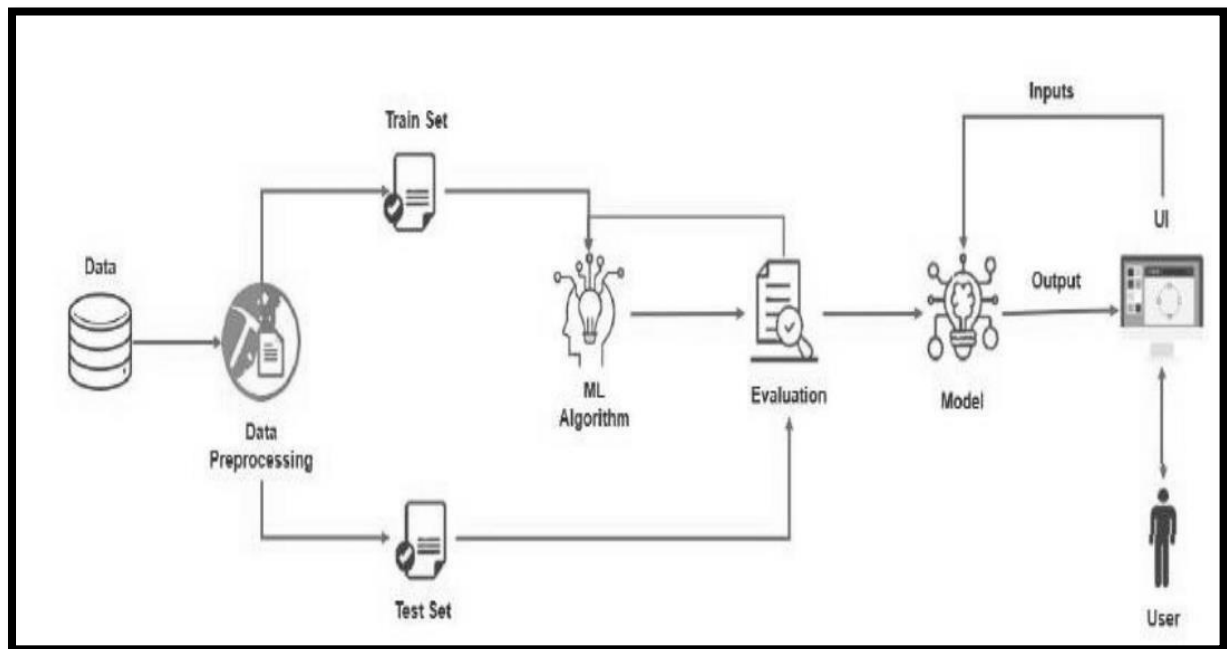 Inputs
Train Set
UI
Data
Output
ML
Algorithm
Evaluation
Model
Data
Preprocessing
Test Set
User